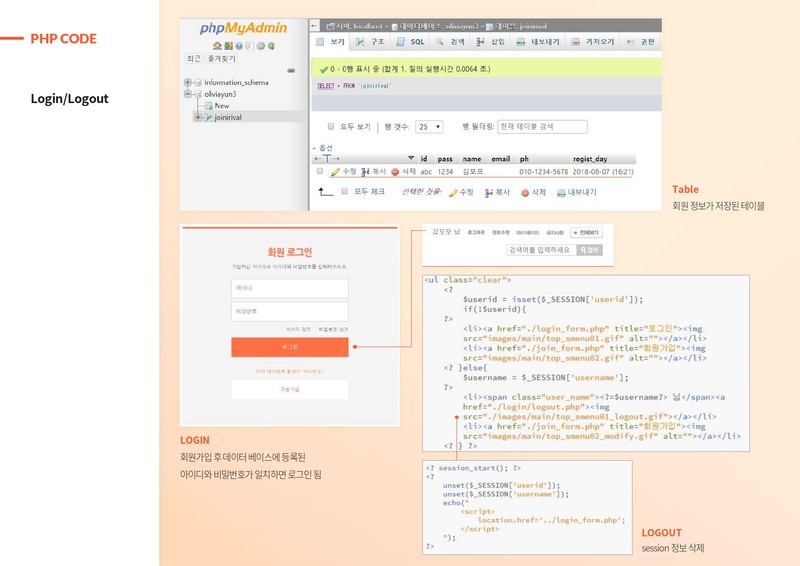 PHP CODE
Login/Logout
phpMyAdmin
최근 즐겨찾기
information_schema
oliviayun3
New
joinirival
서버: localhost » 데이터베이스: oliviayun3 » 테이블: joinirival
보기 구조 SQL 검색 삽입 내보내기 가져오기 권한
0 - 0행 표시 중 (합계 1, 질의 실행시간 0.0064 초.)
SELECT * FROM `joinirival`
모두 보기 | 행 갯수: 25 행 필터링: 현재 테이블 검색
+ 옵션
←T→ id pass name email ph regist_day
수정 복사 삭제 abc 1234 김모모 010-1234-5678 2018-08-07 (16:21)
모두 체크 선택한 것을: 수정 복사 삭제 내보내기
Table
회원 정보가 저장된 테이블
회원 로그인
아이디
비밀번호
로그인
김모모 님 로그아웃 정보수정 마이페이지 공지사항 + 전체보기
검색어를 입력하세요 검색
<ul class="clear">
<?
$userid = isset($_SESSION['userid']);
if(!$userid){
?>
<li><a href="./login_form.php" title="로그인"><img
src="images/main/top_smenu01.gif" alt=""></a></li>
<li><a href="./join_form.php" title="회원가입"><img
src="images/main/top_smenu02.gif" alt=""></a></li>
<? }else{
$username = $_SESSION['username'];
?>
<li><span class="user_name"><?=$username?> 님</span><a
href="./login/logout.php"><img
src="./images/main/top_smenu01_logout.gif"></a></li>
<li><a href="./join_form.php" title="회원가입"><img
src="images/main/top_smenu02_modify.gif" alt=""></a></li>
<? } ?>
LOGIN
회원가입 후 데이터 베이스에 등록된
아이디와 비밀번호가 일치하면 로그인 됨
<? session_start(); ?>
<?
unset($_SESSION['userid']);
unset($_SESSION['username']);
echo("
<script>
location.href='../login_form.php';
</script>
");
?>
LOGOUT
session 정보 삭제